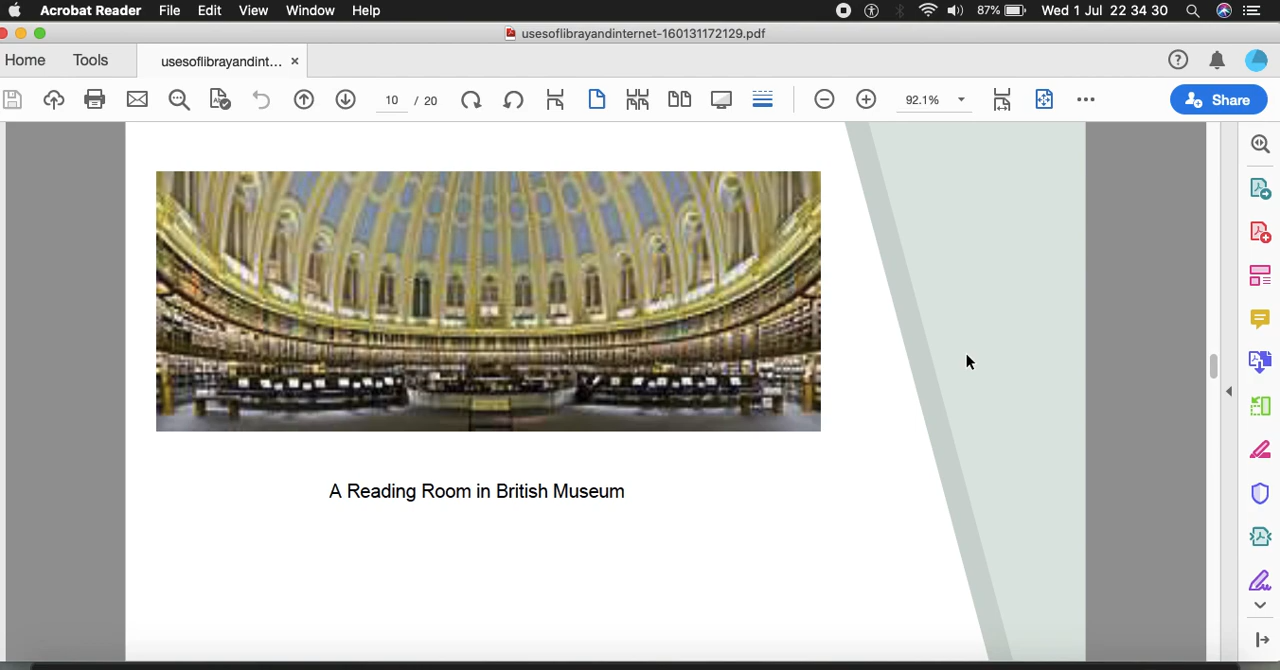 Acrobat Reader File Edit View Window Help 87% Wed 1 Jul 22 34 30
usesoflibrayandinternet-160131172129.pdf
Home Tools usesoflibrayandint... ×
10 / 20 92.1% Share
A Reading Room in British Museum